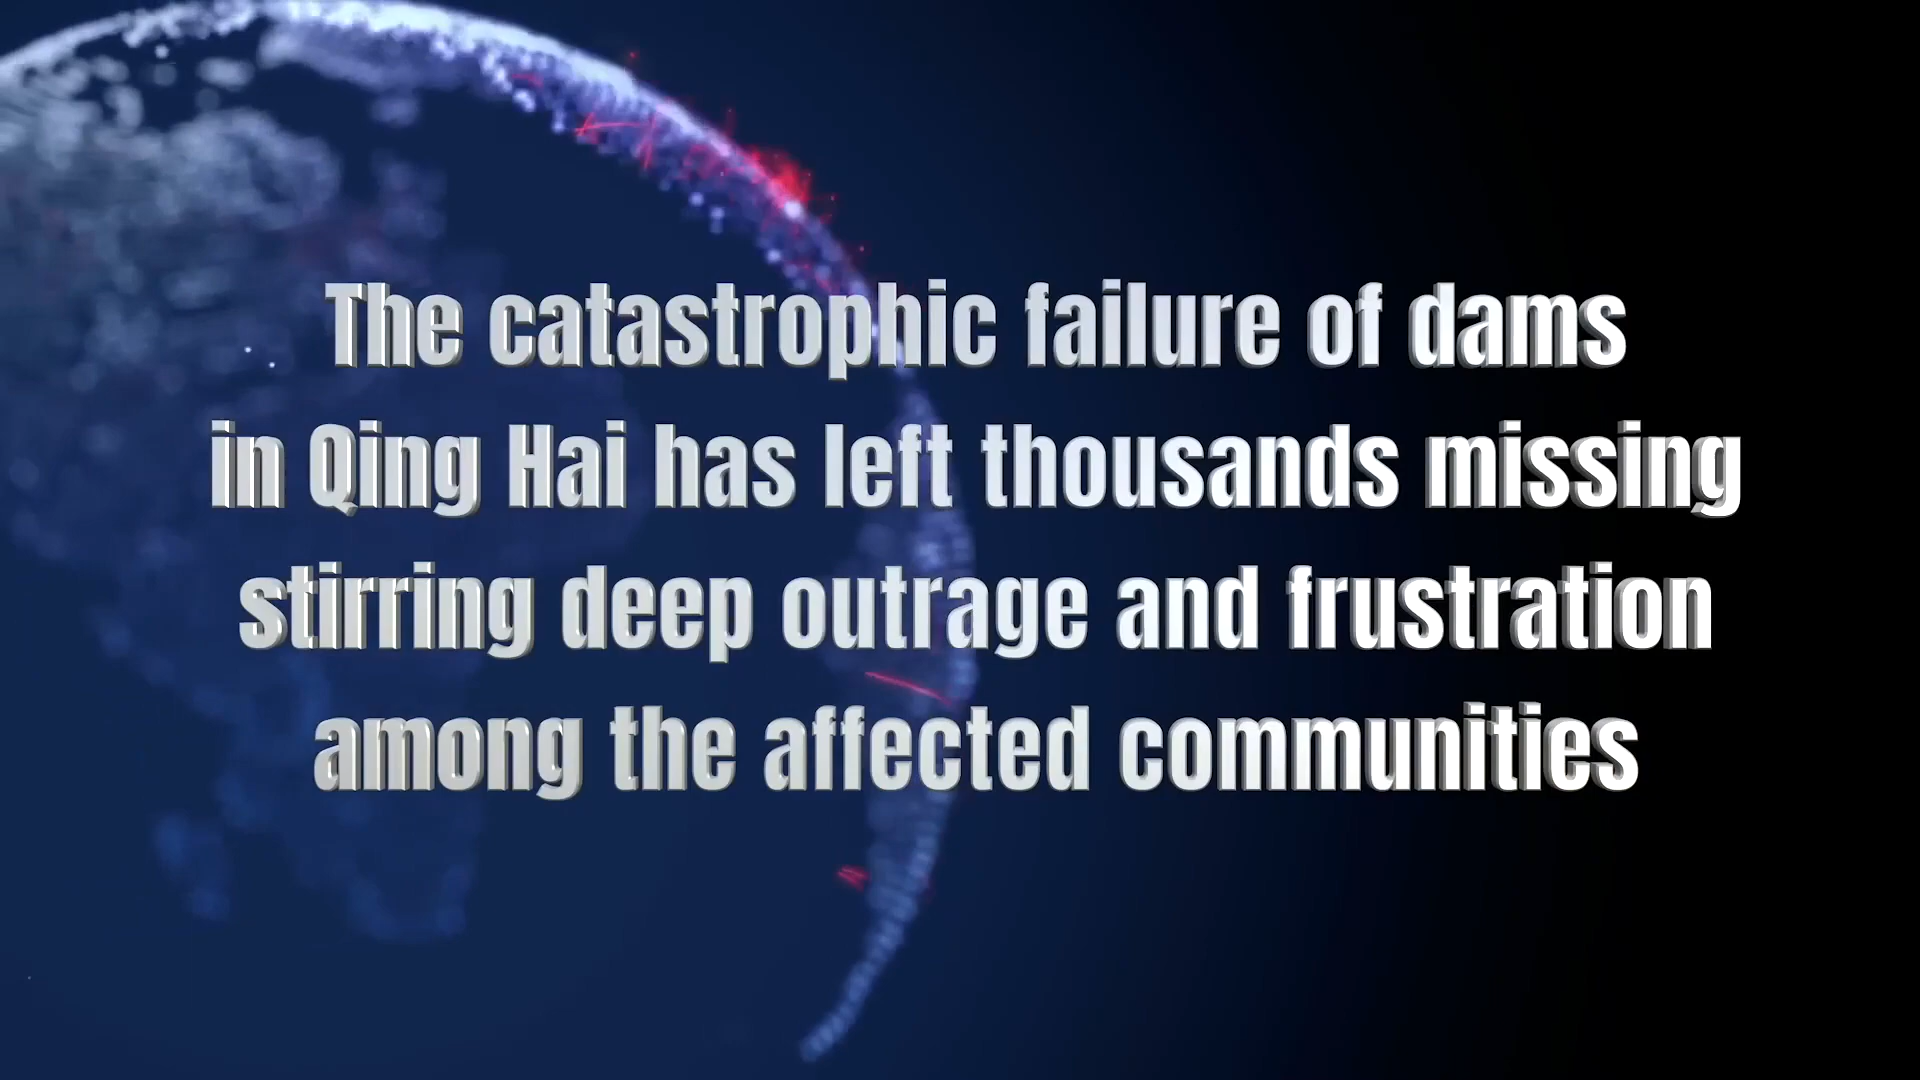 The catastrophic failure of dams
in Qing Hai has left thousands missing
stirring deep outrage and frustration
among the affected communities